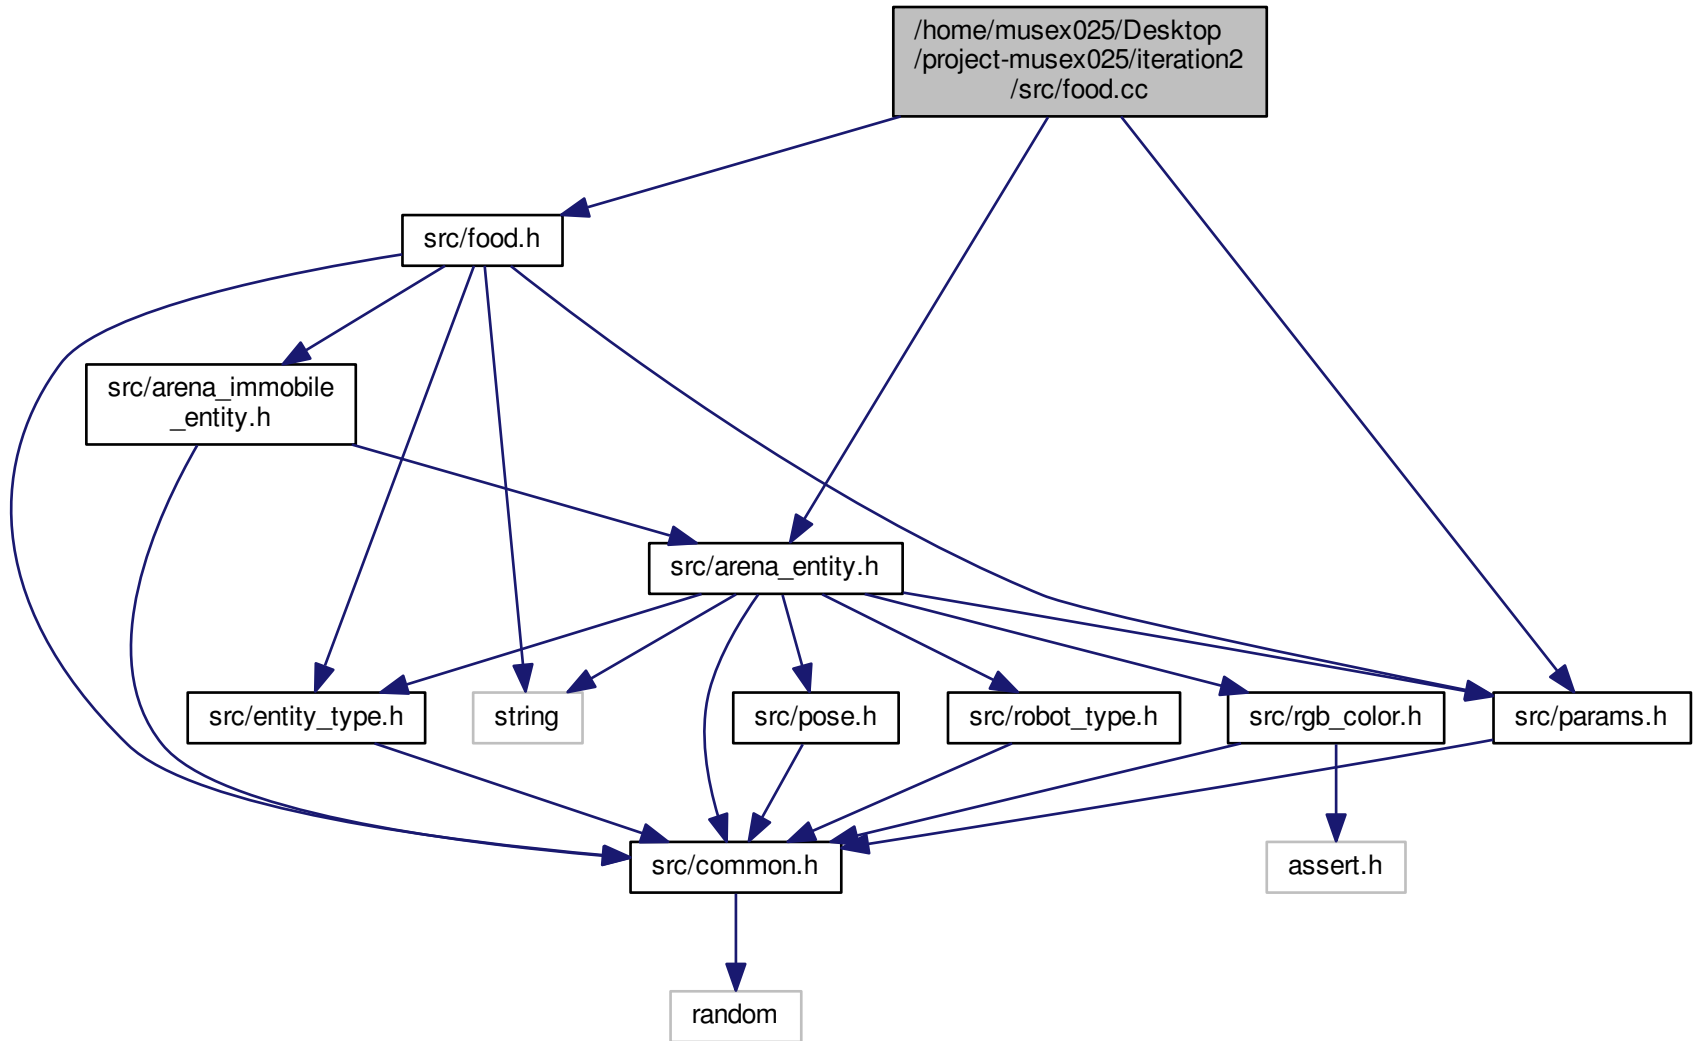 /home/musex025/Desktop
/project-musex025/iteration2
/src/food.cc
src/food.h
src/arena_immobile
_entity.h
src/arena_entity.h
src/entity_type.h
string
src/pose.h
src/robot_type.h
src/rgb_color.h
src/params.h
src/common.h
assert.h
random